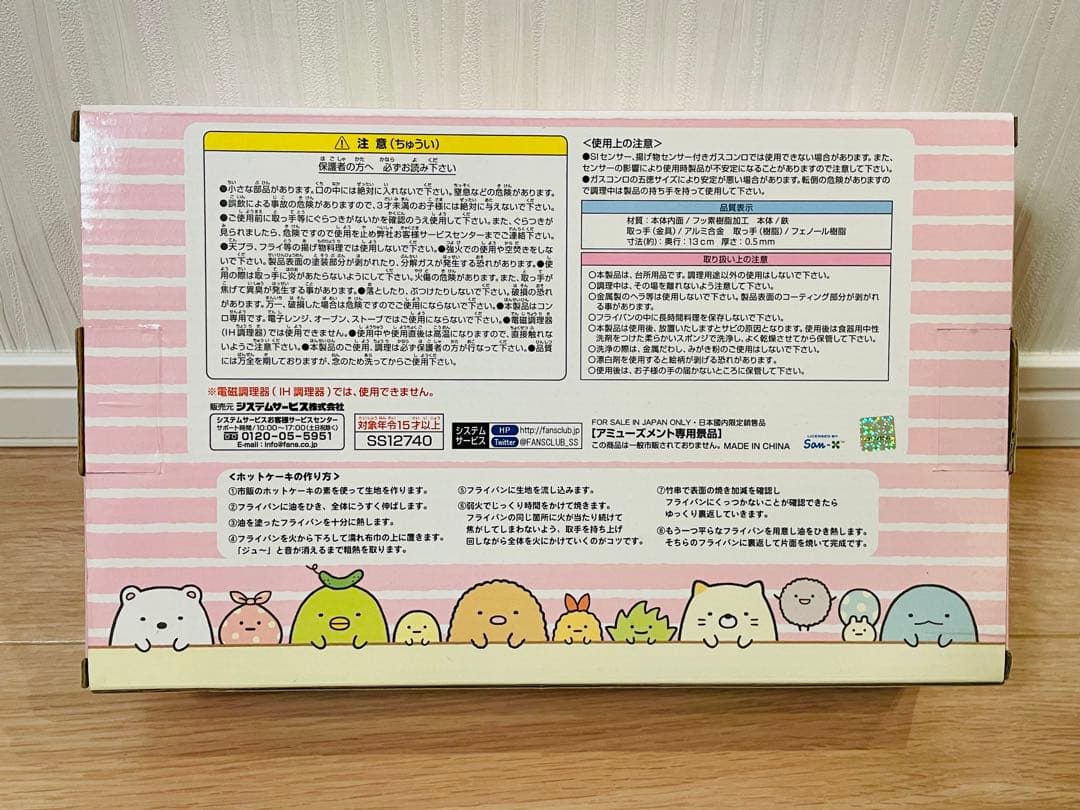 ⚠ 注意(ちゅうい)
保護者の方へ 必ずお読み下さい
●小さな部品があります。口の中には絶対に入れないで下さい。窒息などの危険があります。
●誤飲による事故の危険がありますので、3才未満のお子様には絶対に与えないで下さい。
●ご使用前に取っ手等にぐらつきがないかを確認のうえ使用して下さい。また、ぐらつきが
見られましたら、危険ですので使用を止め弊社お客様サービスセンターまでご連絡下さい。
●天プラ、フライ等の揚げ物料理では使用しないで下さい。●強火での使用や空焚きをしな
いで下さい。製品表面の塗装部分が剥がれたり、分解ガスが発生する恐れがあります。●使
用の際は取っ手に炎があたらないようにして下さい。火傷の危険があります。また、取っ手が
焦げて異臭が発生する事があります。●落としたり、ぶつけたりしないで下さい。破損の恐れ
があります。万一、破損した場合は危険ですのでご使用にならないで下さい。●本製品はコン
ロ専用です。電子レンジ、オーブン、ストーブではご使用にならないで下さい。●電磁調理器
(IH調理器)では使用できません。●使用中や使用直後は高温になりますので、直接触れな
いようご注意下さい。●本製品のご使用、調理は必ず保護者の方が行なって下さい。●品質
には万全を期しておりますが、念のため洗ってからご使用下さい。
※電磁調理器(IH調理器)では、使用できません。
販売元 システムサービス株式会社
システムサービスお客様サービスセンター
サポート時間/10:00~17:00(土日祝除く)
0120-05-5951
E-mail : info@fans.co.jp
対象年令15才以上
SS12740
システム
サービス
HP http://fansclub.jp
Twitter @FANSCLUB_SS
<使用上の注意>
●SIセンサー、揚げ物センサー付きガスコンロでは使用できない場合があります。また、
センサーの影響により使用時製品が不安定になることがありますので注意して下さい。
●ガスコンロの五徳サイズにより安定が悪い場合があります。転倒の危険がありますの
で調理中は製品の持ち手を持って使用して下さい。
品質表示
材質:本体内面/フッ素樹脂加工 本体/鉄
取っ手(金具)/アルミ合金 取っ手(樹脂)/フェノール樹脂
寸法(約):奥行:13cm 厚さ:0.5mm
取り扱い上の注意
○本製品は、台所用品です。調理用途以外の使用はしないで下さい。
○調理中は、その場を離れないよう注意して下さい。
○金属製のヘラ等は使用しないで下さい。製品表面のコーティング部分が剥がれ
る事があります。
○フライパンの中に長時間料理を保存しないで下さい。
○本製品は使用後、放置いたしますとサビの原因となります。使用後は食器用中性
洗剤をつけた柔らかいスポンジで洗浄し、よく乾燥させてから保管して下さい。
○洗浄の際は、金属だわし、みがき粉のご使用はしないで下さい。
○漂白剤を使用すると絵柄が剥げる恐れがあります。
○使用後は、お子様の手の届かないところに保管して下さい。
FOR SALE IN JAPAN ONLY・日本國内限定銷售品
【アミューズメント専用景品】
この商品は一般市販されておりません。 MADE IN CHINA
LICENSED BY
San-X
<ホットケーキの作り方>
①市販のホットケーキの素を使って生地を作ります。
②フライパンに油をひき、全体にうすく伸ばします。
③油を塗ったフライパンを十分に熱します。
④フライパンを火から下ろして濡れ布巾の上に置きます。
「ジュ~」と音が消えるまで粗熱を取ります。
⑤フライパンに生地を流し込みます。
⑥弱火でじっくり時間をかけて焼きます。
フライパンの同じ箇所に火が当たり続けて
焦がしてしまわないよう、取手を持ち上げ
回しながら全体を火にかけていくのがコツです。
⑦竹串で表面の焼き加減を確認し
フライパンにくっつかないことが確認できたら
ゆっくり裏返していきます。
⑧もう一つ平らなフライパンを用意し油をひき熱します。
そちらのフライパンに裏返して片面を焼いて完成です。